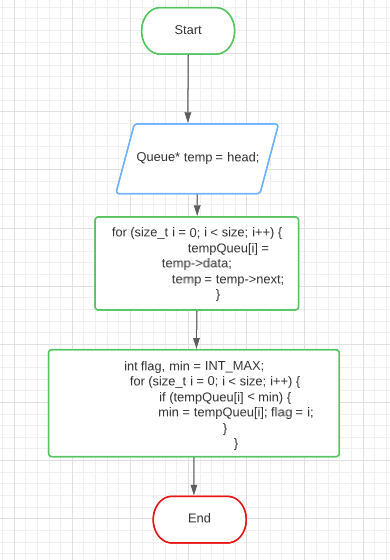 Start
Queue* temp = head;
for (size_t i = 0; i < size; i++) {
tempQueu[i] =
temp->data;
temp = temp->next;
}
int flag, min = INT_MAX;
for (size_t i = 0; i < size; i++) {
if (tempQueu[i] < min) {
min = tempQueu[i]; flag = i;
}
}
End